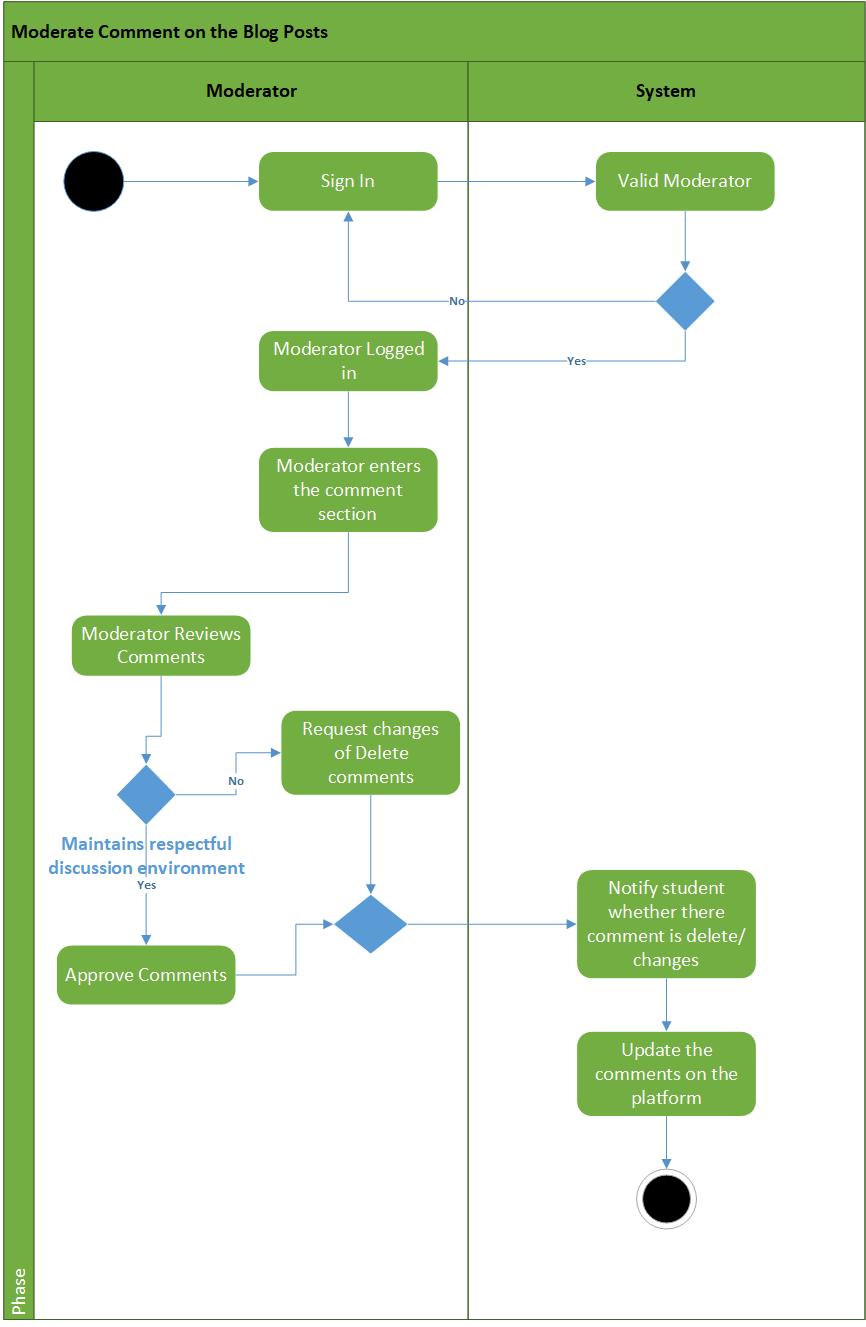 Moderate Comment on the Blog Posts
Moderator
System
Sign In
Valid Moderator
No
Moderator Logged
in
Yes
Moderator enters
the comment
section
Moderator Reviews
Comments
Request changes
of Delete
comments
No
Maintains respectful
discussion environment
Yes
Notify student
whether there
comment is delete/
changes
Approve Comments
Update the
comments on the
platform
Phase